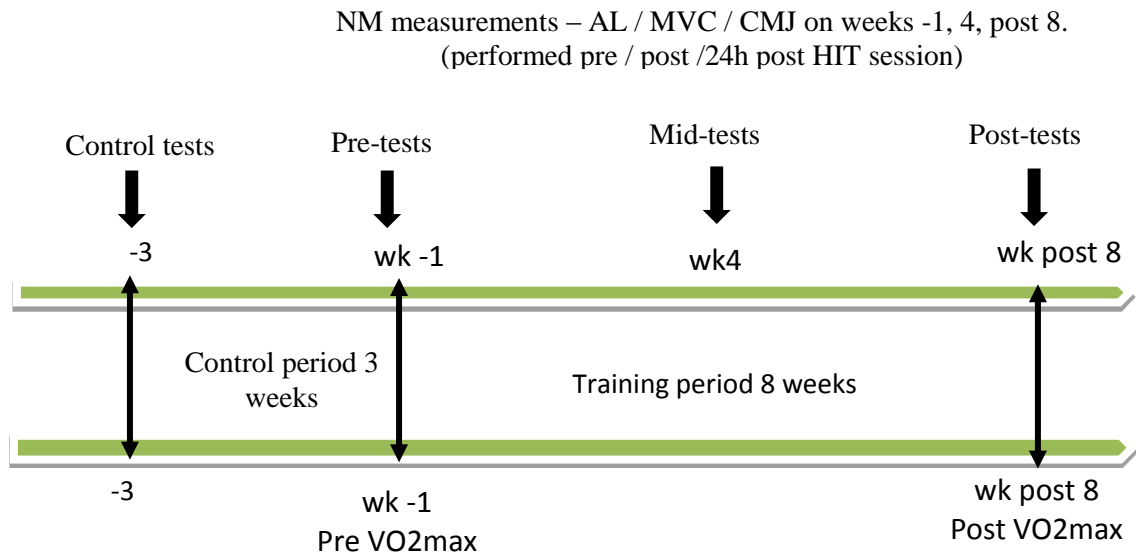 NM measurements – AL / MVC / CMJ on weeks -1, 4, post 8.
(performed pre / post /24h post HIT session)
Control tests
Pre-tests
Mid-tests
Post-tests
-3
wk -1
wk4
wk post 8
Control period 3
weeks
Training period 8 weeks
-3
wk -1
Pre VO2max
wk post 8
Post VO2max